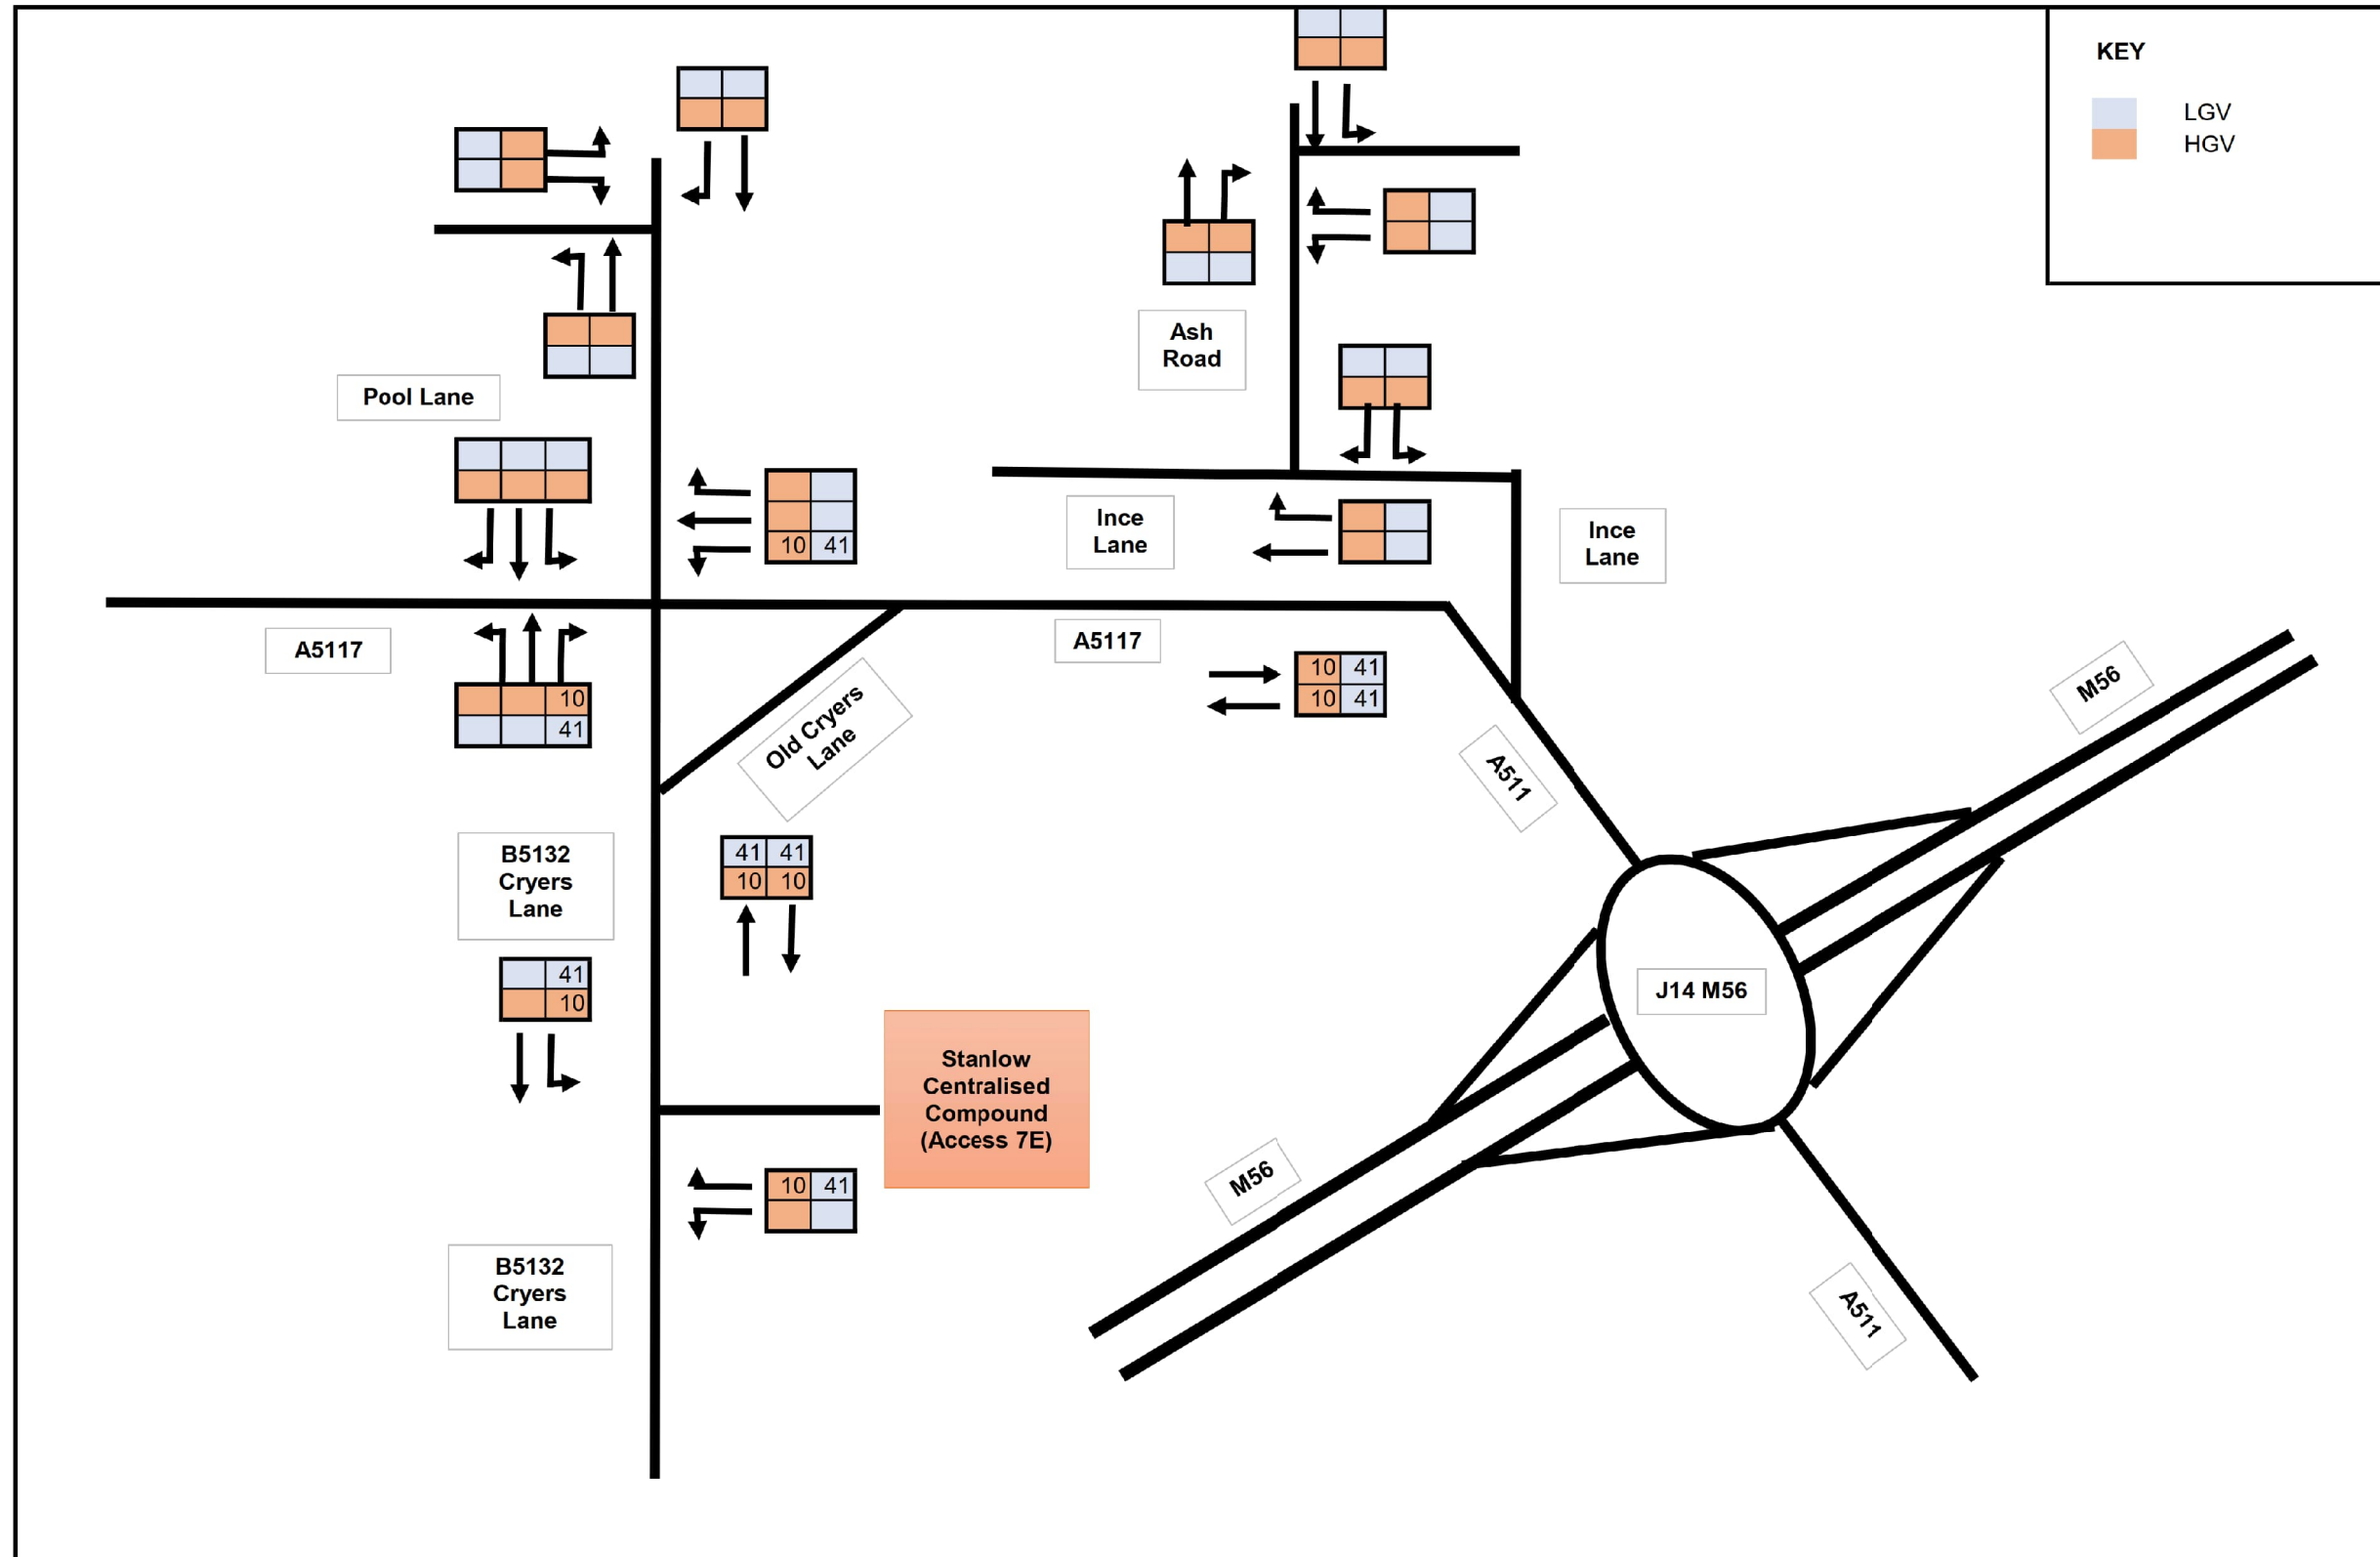 KEY
LGV
HGV
Pool Lane
Ash
Road
10 41
Ince
Lane
Ince
Lane
A5117
A5117
10 41
10 41
10
41
Old Cryers
Lane
M56
A511
B5132
Cryers
Lane
41 41
10 10
41
10
J14 M56
Stanlow
Centralised
Compound
(Access 7E)
M56
10 41
B5132
Cryers
Lane
A511